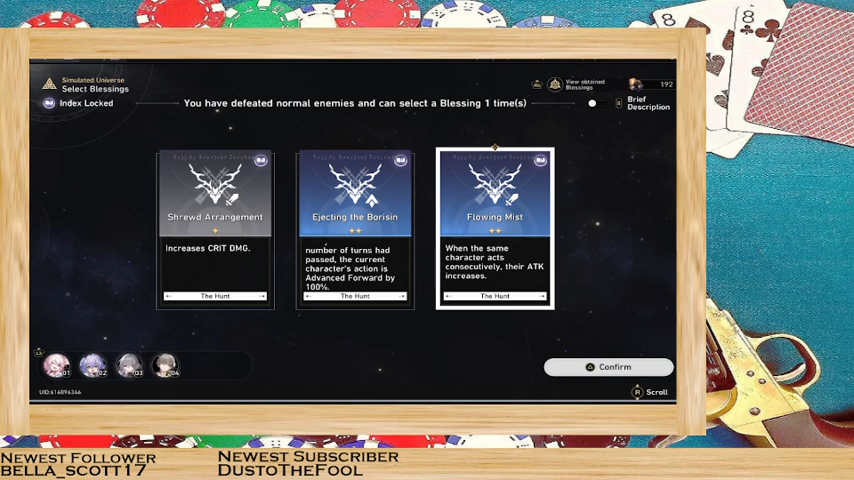 Simulated Universe
Select Blessings
Index Locked
You have defeated normal enemies and can select a Blessing 1 time(s)
View obtained
Blessings
192
Brief
Description
Shrewd Arrangement
Increases CRIT DMG.
The Hunt
Ejecting the Borisin
number of turns had
passed, the current
character's action is
Advanced Forward by
100%.
The Hunt
Flowing Mist
When the same
character acts
consecutively, their ATK
increases.
The Hunt
01
02
03
04
Confirm
UID:616096346
R Scroll
8
8
Newest Follower
bella_scott17
Newest Subscriber
DustoTheFool